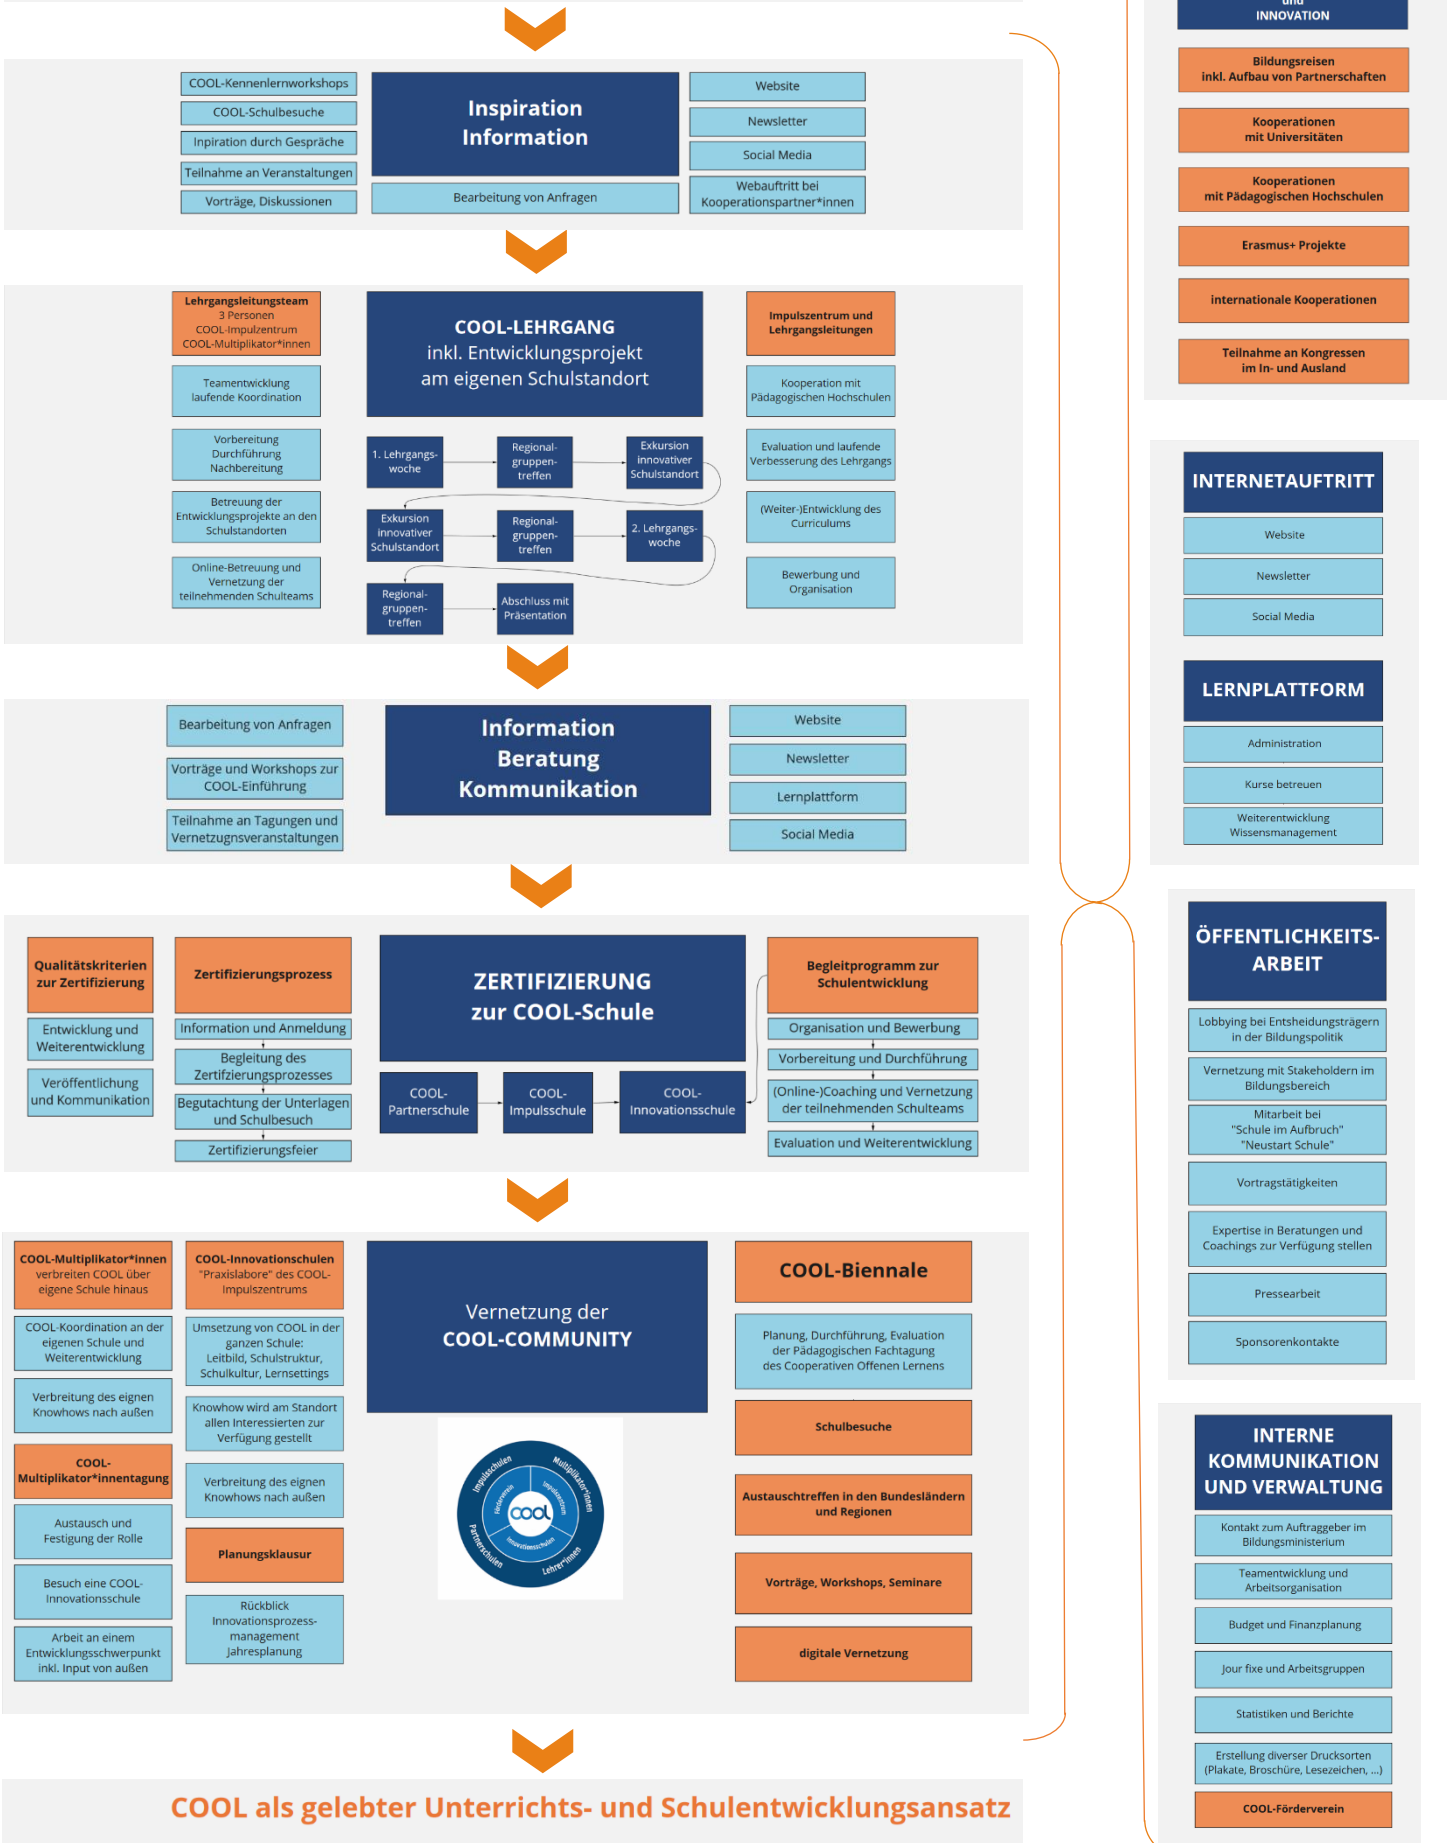 COOL-Kennenlernworkshops
COOL-Schulbesuche
Inpiration durch Gespräche
Teilnahme an Veranstaltungen
Vorträge, Diskussionen
Inspiration
Information
Bearbeitung von Anfragen
Website
Newsletter
Social Media
Webauftritt bei
Kooperationspartner*innen
Lehrgangsleitungsteam
3 Personen
COOL-Impulzentrum
COOL-Multiplikator*innen
Teamentwicklung
laufende Koordination
Vorbereitung
Durchführung
Nachbereitung
Betreuung der
Entwicklungsprojekte an den
Schulstandorten
Online-Betreuung und
Vernetzung der
teilnehmenden Schulteams
COOL-LEHRGANG
inkl. Entwicklungsprojekt
am eigenen Schulstandort
1. Lehrgangs-
woche
Regional-
gruppen-
treffen
Exkursion
innovativer
Schulstandort
Exkursion
innovativer
Schulstandort
Regional-
gruppen-
treffen
2. Lehrgangs-
woche
Regional-
gruppen-
treffen
Abschluss mit
Präsentation
Impulszentrum und
Lehrgangsleitungen
Kooperation mit
Pädagogischen Hochschulen
Evaluation und laufende
Verbesserung des Lehrgangs
(Weiter-)Entwicklung des
Curriculums
Bewerbung und
Organisation
Bearbeitung von Anfragen
Vorträge und Workshops zur
COOL-Einführung
Teilnahme an Tagungen und
Vernetzugnsveranstaltungen
Information
Beratung
Kommunikation
Website
Newsletter
Lernplattform
Social Media
Qualitätskriterien
zur Zertifizierung
Entwicklung und
Weiterentwicklung
Veröffentlichung
und Kommunikation
Zertifizierungsprozess
Information und Anmeldung
Begleitung des
Zertifzierungsprozesses
Begutachtung der Unterlagen
und Schulbesuch
Zertifizierungsfeier
ZERTIFIZIERUNG
zur COOL-Schule
COOL-
Partnerschule
COOL-
Impulsschule
COOL-
Innovationsschule
Begleitprogramm zur
Schulentwicklung
Organisation und Bewerbung
Vorbereitung und Durchführung
(Online-)Coaching und Vernetzung
der teilnehmenden Schulteams
Evaluation und Weiterentwicklung
COOL-Multiplikator*innen
verbreiten COOL über
eigene Schule hinaus
COOL-Koordination an der
eigenen Schule und
Weiterentwicklung
Verbreitung des eignen
Knowhows nach außen
COOL-
Multiplikator*innentagung
Austausch und
Festigung der Rolle
Besuch eine COOL-
Innovationsschule
Arbeit an einem
Entwicklungsschwerpunkt
inkl. Input von außen
COOL-Innovationschulen
"Praxislabore" des COOL-
Impulszentrums
Umsetzung von COOL in der
ganzen Schule:
Leitbild, Schulstruktur,
Schulkultur, Lernsettings
Knowhow wird am Standort
allen Interessierten zur
Verfügung gestellt
Verbreitung des eignen
Knowhows nach außen
Planungsklausur
Rückblick
Innovationsprozess-
management
Jahresplanung
Vernetzung der
COOL-COMMUNITY
Impulsschulen
Multiplikator*innen
Partnerschulen
Lehrer*innen
Förderverein
Impulszentrum
Innovationsschulen
cool
COOL-Biennale
Planung, Durchführung, Evaluation
der Pädagogischen Fachtagung
des Cooperativen Offenen Lernens
Schulbesuche
Austauschtreffen in den Bundesländern
und Regionen
Vorträge, Workshops, Seminare
digitale Vernetzung
COOL als gelebter Unterrichts- und Schulentwicklungsansatz
und
INNOVATION
Bildungsreisen
inkl. Aufbau von Partnerschaften
Kooperationen
mit Universitäten
Kooperationen
mit Pädagogischen Hochschulen
Erasmus+ Projekte
internationale Kooperationen
Teilnahme an Kongressen
im In- und Ausland
INTERNETAUFTRITT
Website
Newsletter
Social Media
LERNPLATTFORM
Administration
Kurse betreuen
Weiterentwicklung
Wissensmanagement
ÖFFENTLICHKEITS-
ARBEIT
Lobbying bei Entsheidungsträgern
in der Bildungspolitik
Vernetzung mit Stakeholdern im
Bildungsbereich
Mitarbeit bei
"Schule im Aufbruch"
"Neustart Schule"
Vortragstätigkeiten
Expertise in Beratungen und
Coachings zur Verfügung stellen
Pressearbeit
Sponsorenkontakte
INTERNE
KOMMUNIKATION
UND VERWALTUNG
Kontakt zum Auftraggeber im
Bildungsministerium
Teamentwicklung und
Arbeitsorganisation
Budget und Finanzplanung
Jour fixe und Arbeitsgruppen
Statistiken und Berichte
Erstellung diverser Drucksorten
(Plakate, Broschüre, Lesezeichen, ...)
COOL-Förderverein